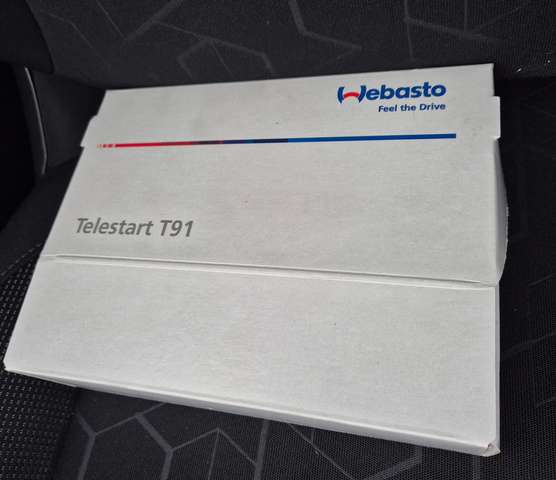 Webasto
Feel the Drive
Telestart T91